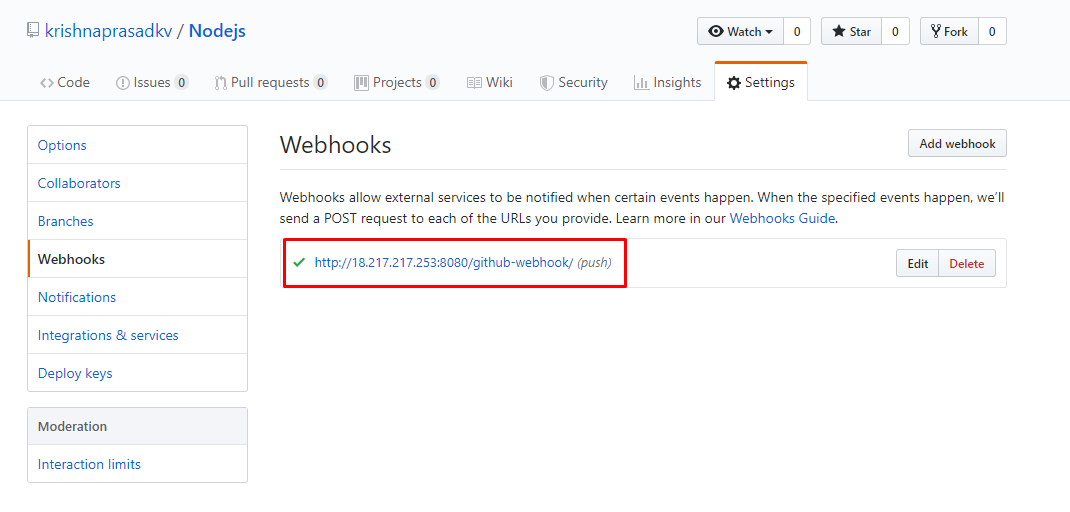 krishnaprasadkv / Nodejs
Watch 0 Star 0 Fork 0
Code Issues 0 Pull requests 0 Projects 0 Wiki Security Insights Settings
Options
Collaborators
Branches
Webhooks
Notifications
Integrations & services
Deploy keys
Moderation
Interaction limits
Webhooks
Add webhook
Webhooks allow external services to be notified when certain events happen. When the specified events happen, we'll
send a POST request to each of the URLs you provide. Learn more in our Webhooks Guide.
http://18.217.217.253:8080/github-webhook/ (push)
Edit Delete